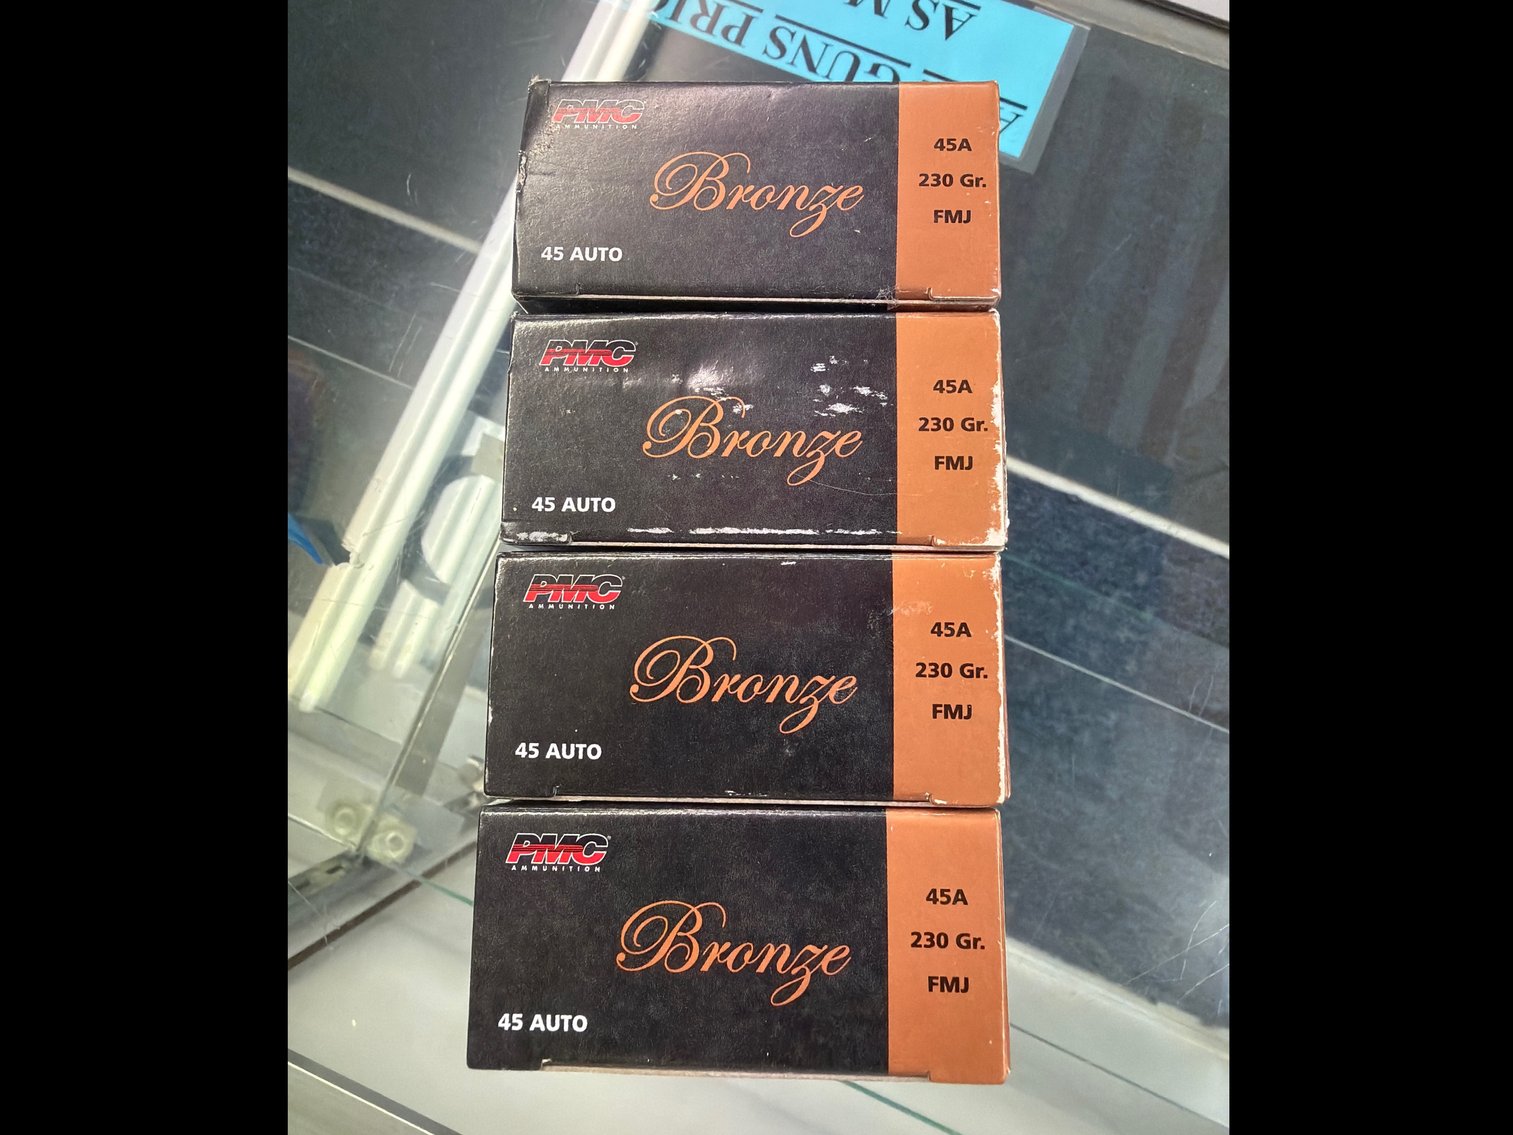 AS M
GUNS PRIC
PMC
AMMUNITION
Bronze
45 AUTO
45A
230 Gr.
FMJ
PMC
AMMUNITION
Bronze
45 AUTO
45A
230 Gr.
FMJ
PMC
AMMUNITION
Bronze
45 AUTO
45A
230 Gr.
FMJ
PMC
AMMUNITION
Bronze
45 AUTO
45A
230 Gr.
FMJ